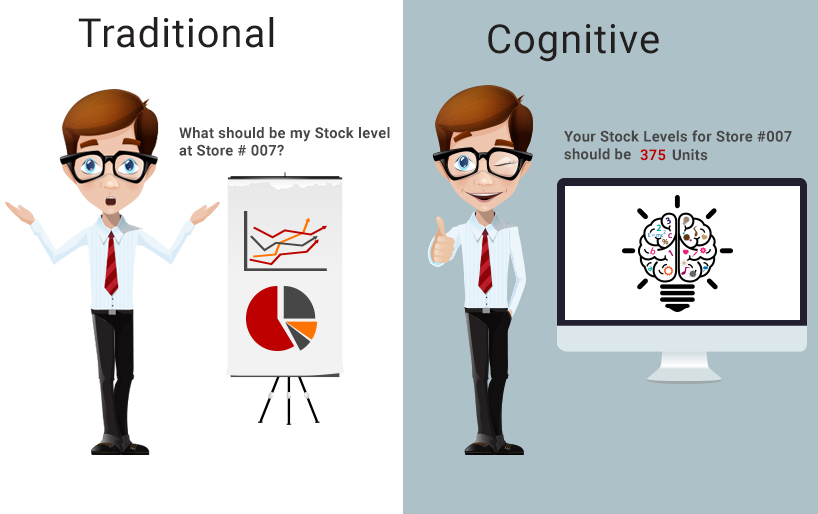 Traditional
What should be my Stock level
at Store # 007?
Cognitive
Your Stock Levels for Store #007
should be 375 Units